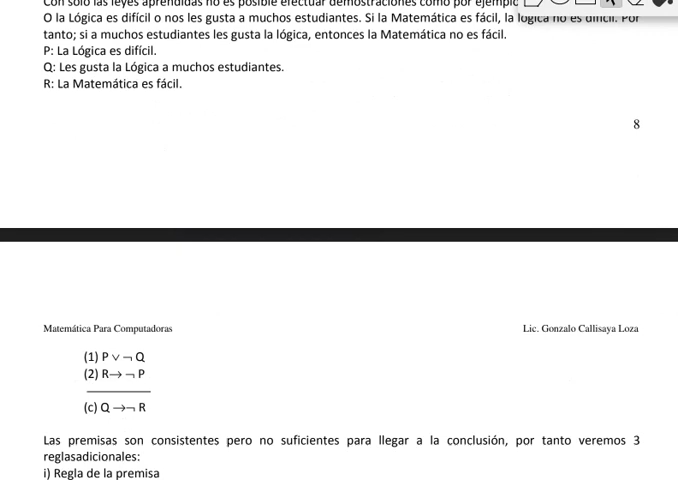 Con solo las leyes aprendidas no es posible efectuar demostraciones como por ejemplo
O la Lógica es difícil o nos les gusta a muchos estudiantes. Si la Matemática es fácil, la lógica no es difícil. Por
tanto; si a muchos estudiantes les gusta la lógica, entonces la Matemática no es fácil.
P: La Lógica es difícil.
Q: Les gusta la Lógica a muchos estudiantes.
R: La Matemática es fácil.
8
Matemática Para Computadoras Lic. Gonzalo Callisaya Loza
(1) P ∨ ¬ Q
(2) R→ ¬ P
(c) Q →¬ R
Las premisas son consistentes pero no suficientes para llegar a la conclusión, por tanto veremos 3
reglasadicionales:
i) Regla de la premisa